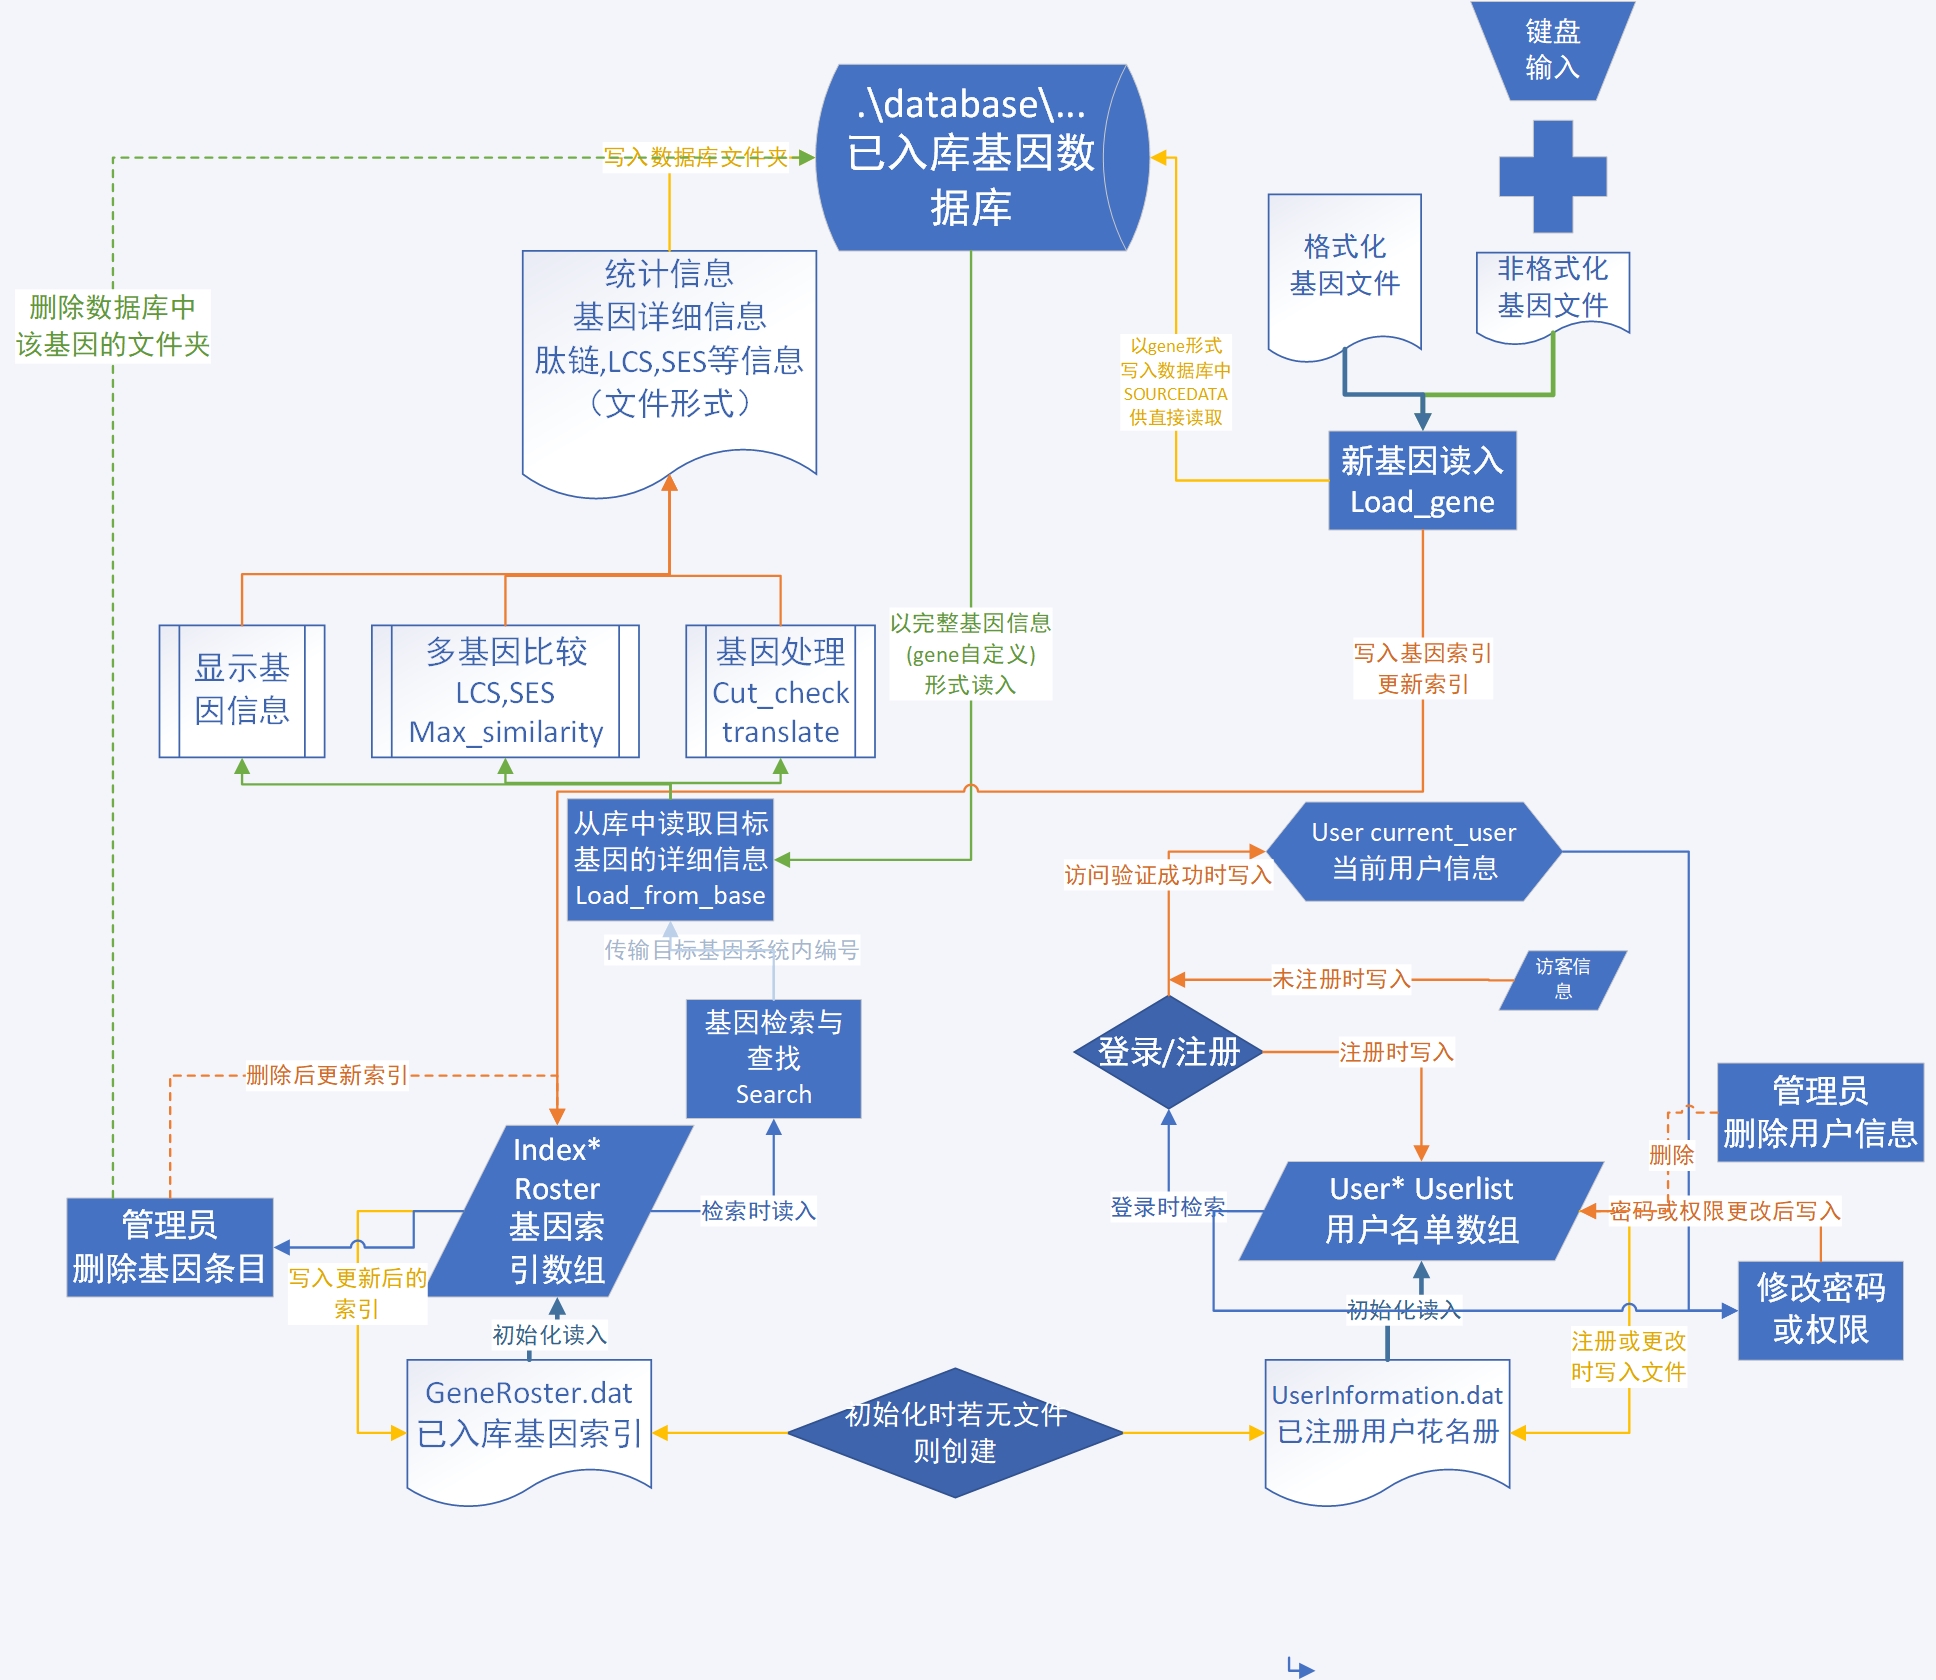 键盘
输入
.\database\...
已入库基因数
据库
写入数据库文件夹
格式化
基因文件
非格式化
基因文件
统计信息
基因详细信息
肽链,LCS,SES等信息
（文件形式）
删除数据库中
该基因的文件夹
以gene形式
写入数据库中
SOURCEDATA
供直接读取
新基因读入
Load_gene
显示基
因信息
多基因比较
LCS,SES
Max_similarity
基因处理
Cut_check
translate
以完整基因信息
(gene自定义)
形式读入
写入基因索引
更新索引
从库中读取目标
基因的详细信息
Load_from_base
User current_user
当前用户信息
访问验证成功时写入
传输目标基因系统内编号
未注册时写入
访客信
息
基因检索与
查找
Search
登录/注册
注册时写入
删除后更新索引
管理员
删除用户信息
删除
Index*
Roster
基因索
引数组
检索时读入
登录时检索
User* Userlist
用户名单数组
密码或权限更改后写入
管理员
删除基因条目
写入更新后的
索引
初始化读入
初始化读入
修改密码
或权限
注册或更改
时写入文件
GeneRoster.dat
已入库基因索引
初始化时若无文件
则创建
UserInformation.dat
已注册用户花名册